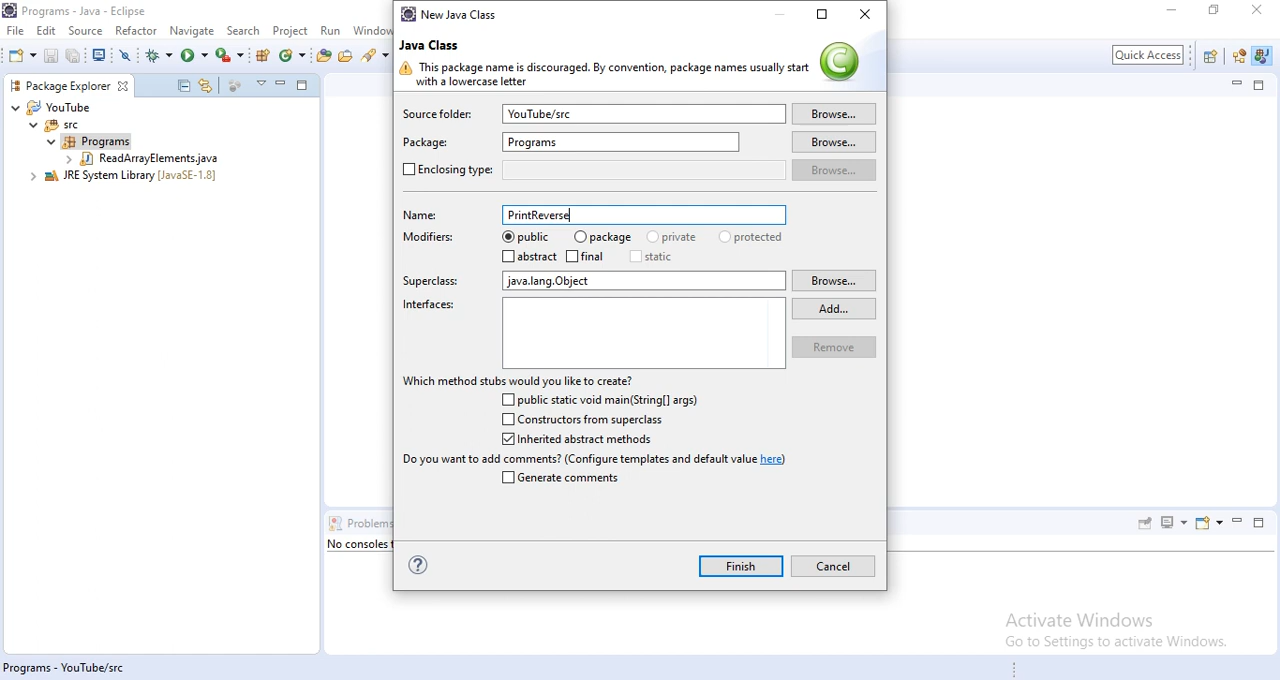 Programs - Java - Eclipse
File Edit Source Refactor Navigate Search Project Run Window
Quick Access
Package Explorer
YouTube
src
Programs
ReadArrayElements.java
JRE System Library [JavaSE-1.8]
New Java Class
Java Class
This package name is discouraged. By convention, package names usually start
with a lowercase letter
Source folder: YouTube/src Browse...
Package: Programs Browse...
Enclosing type: Browse...
Name: PrintReverse
Modifiers: public package private protected
abstract final static
Superclass: java.lang.Object Browse...
Interfaces: Add...
Remove
Which method stubs would you like to create?
public static void main(String[] args)
Constructors from superclass
Inherited abstract methods
Do you want to add comments? (Configure templates and default value here)
Generate comments
? Finish Cancel
Problems
No consoles
Activate Windows
Go to Settings to activate Windows.
Programs - YouTube/src